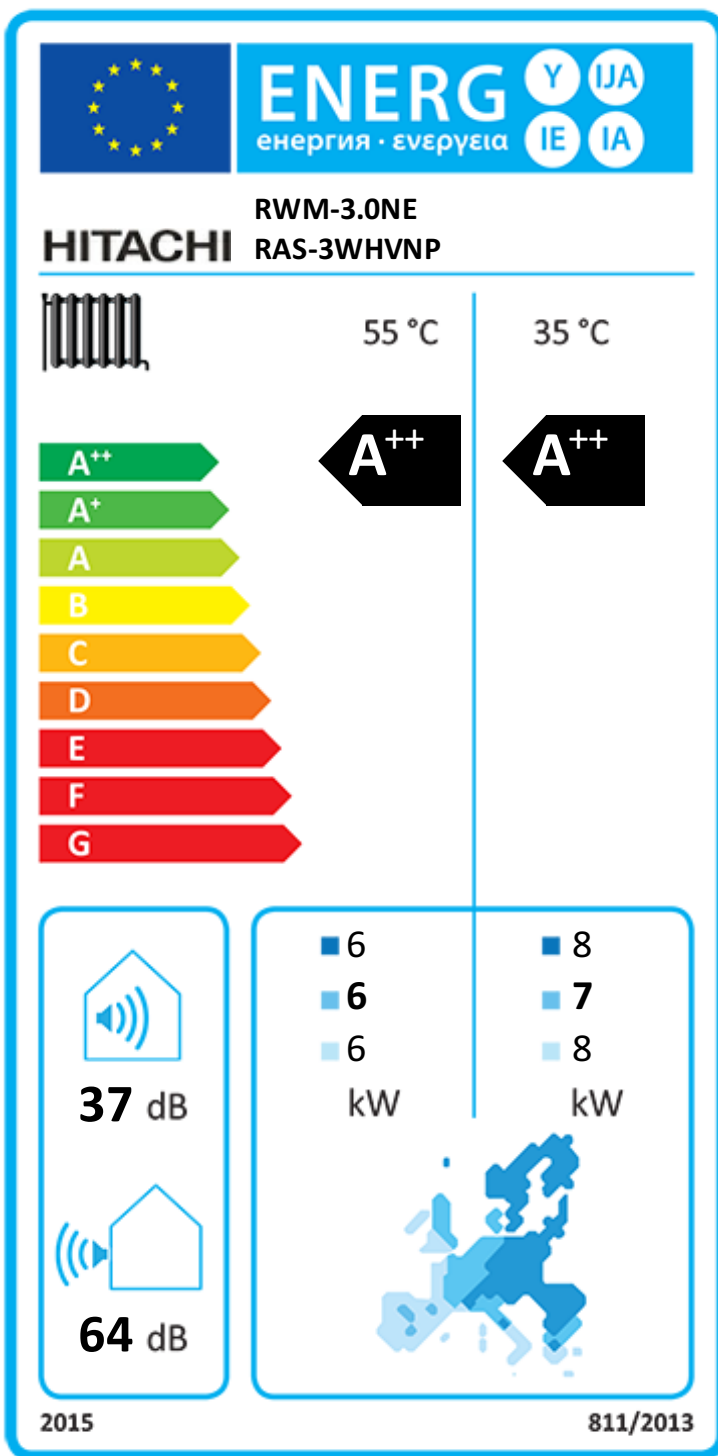 ENERG Y IJA
енергия · ενεργεια IE IA
RWM-3.0NE
HITACHI RAS-3WHVNP
55 °C 35 °C
A++ A++
A++
A+
A
B
C
D
E
F
G
6 8
6 7
6 8
kW kW
37 dB
64 dB
2015 811/2013